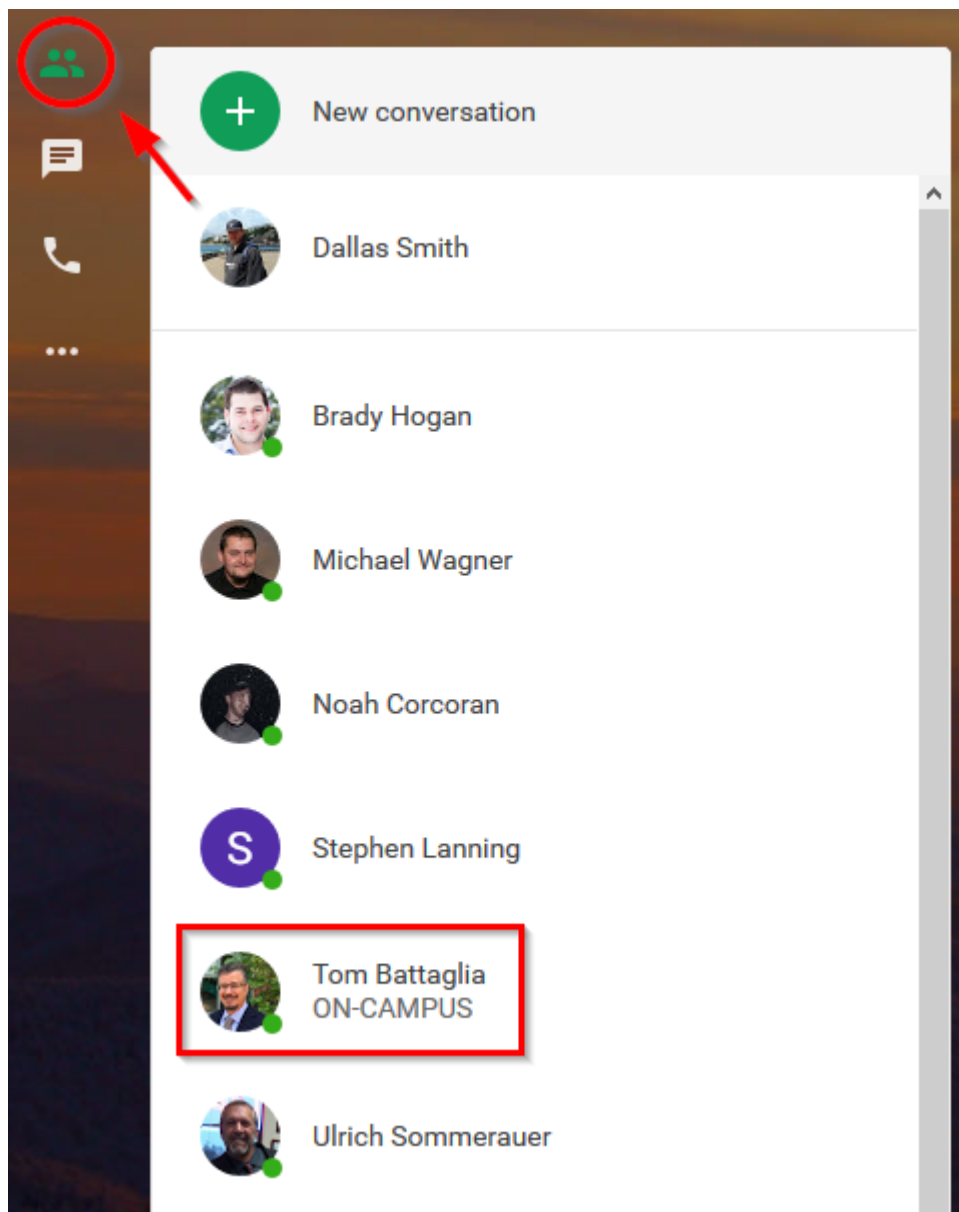 New conversation
Dallas Smith
Brady Hogan
Michael Wagner
Noah Corcoran
S
Stephen Lanning
Tom Battaglia
ON-CAMPUS
Ulrich Sommerauer